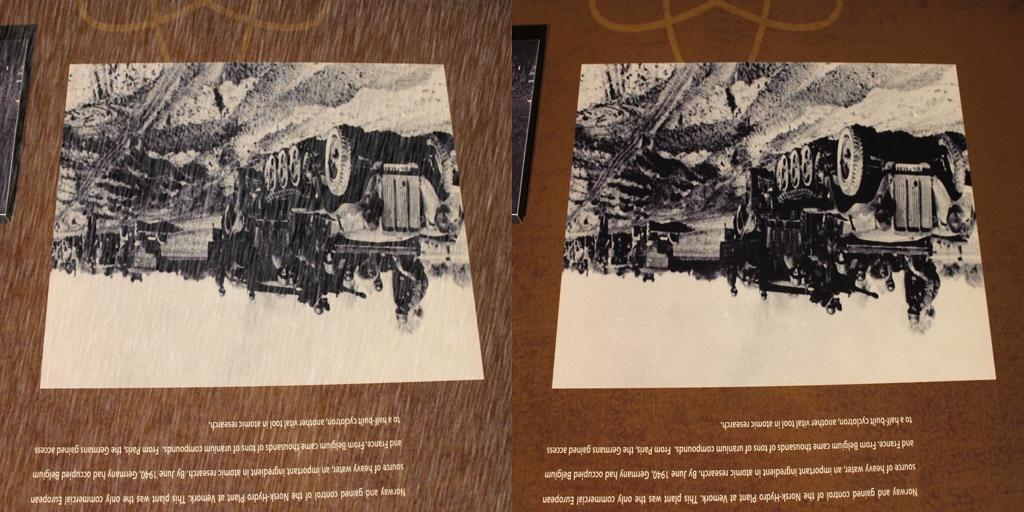 Norway and gained control of the Norsk-Hydro Plant at Vemork. This plant was the only commercial European
source of heavy water, an important ingredient in atomic research. By June 1940, Germany had occupied Belgium
and France. From Belgium came thousands of tons of uranium compounds. From Paris, the Germans gained access
to a half-built cyclotron, another vital tool in atomic research.
Norway and gained control of the Norsk-Hydro Plant at Vemork. This plant was the only commercial European
source of heavy water, an important ingredient in atomic research. By June 1940, Germany had occupied Belgium
and France. From Belgium came thousands of tons of uranium compounds. From Paris, the Germans gained access
to a half-built cyclotron, another vital tool in atomic research.